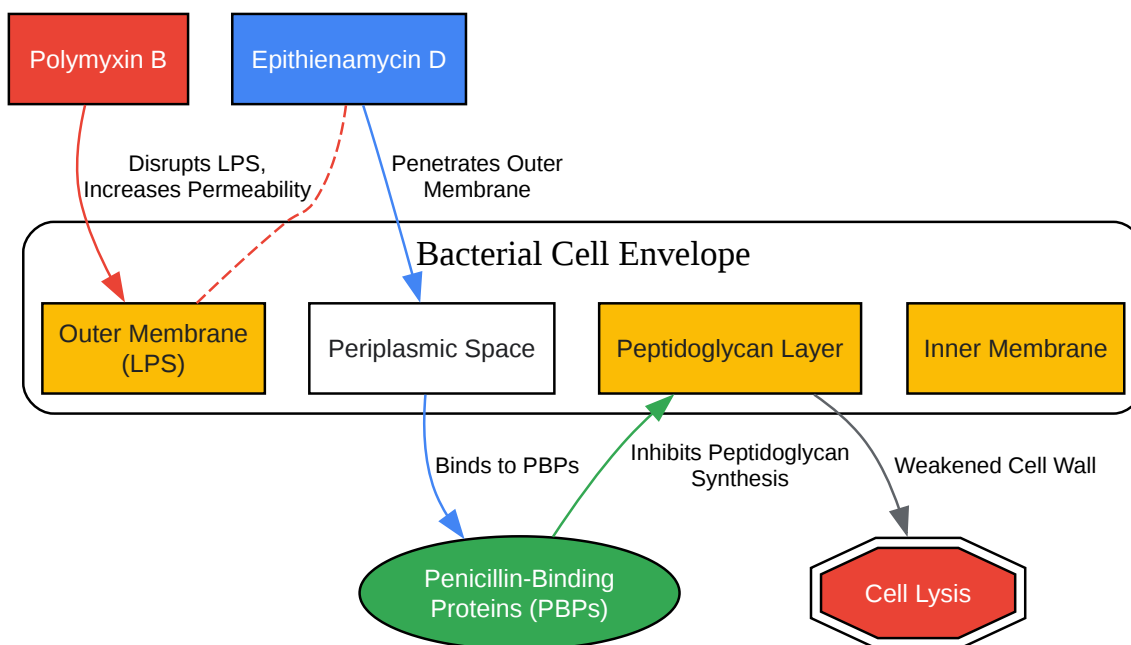 Polymyxin B
Epithienamycin D
Disrupts LPS,
Increases Permeability
Penetrates Outer
Membrane
Bacterial Cell Envelope
Outer Membrane
(LPS)
Periplasmic Space
Peptidoglycan Layer
Inner Membrane
Binds to PBPs
Inhibits Peptidoglycan
Synthesis
Weakened Cell Wall
Penicillin-Binding
Proteins (PBPs)
Cell Lysis